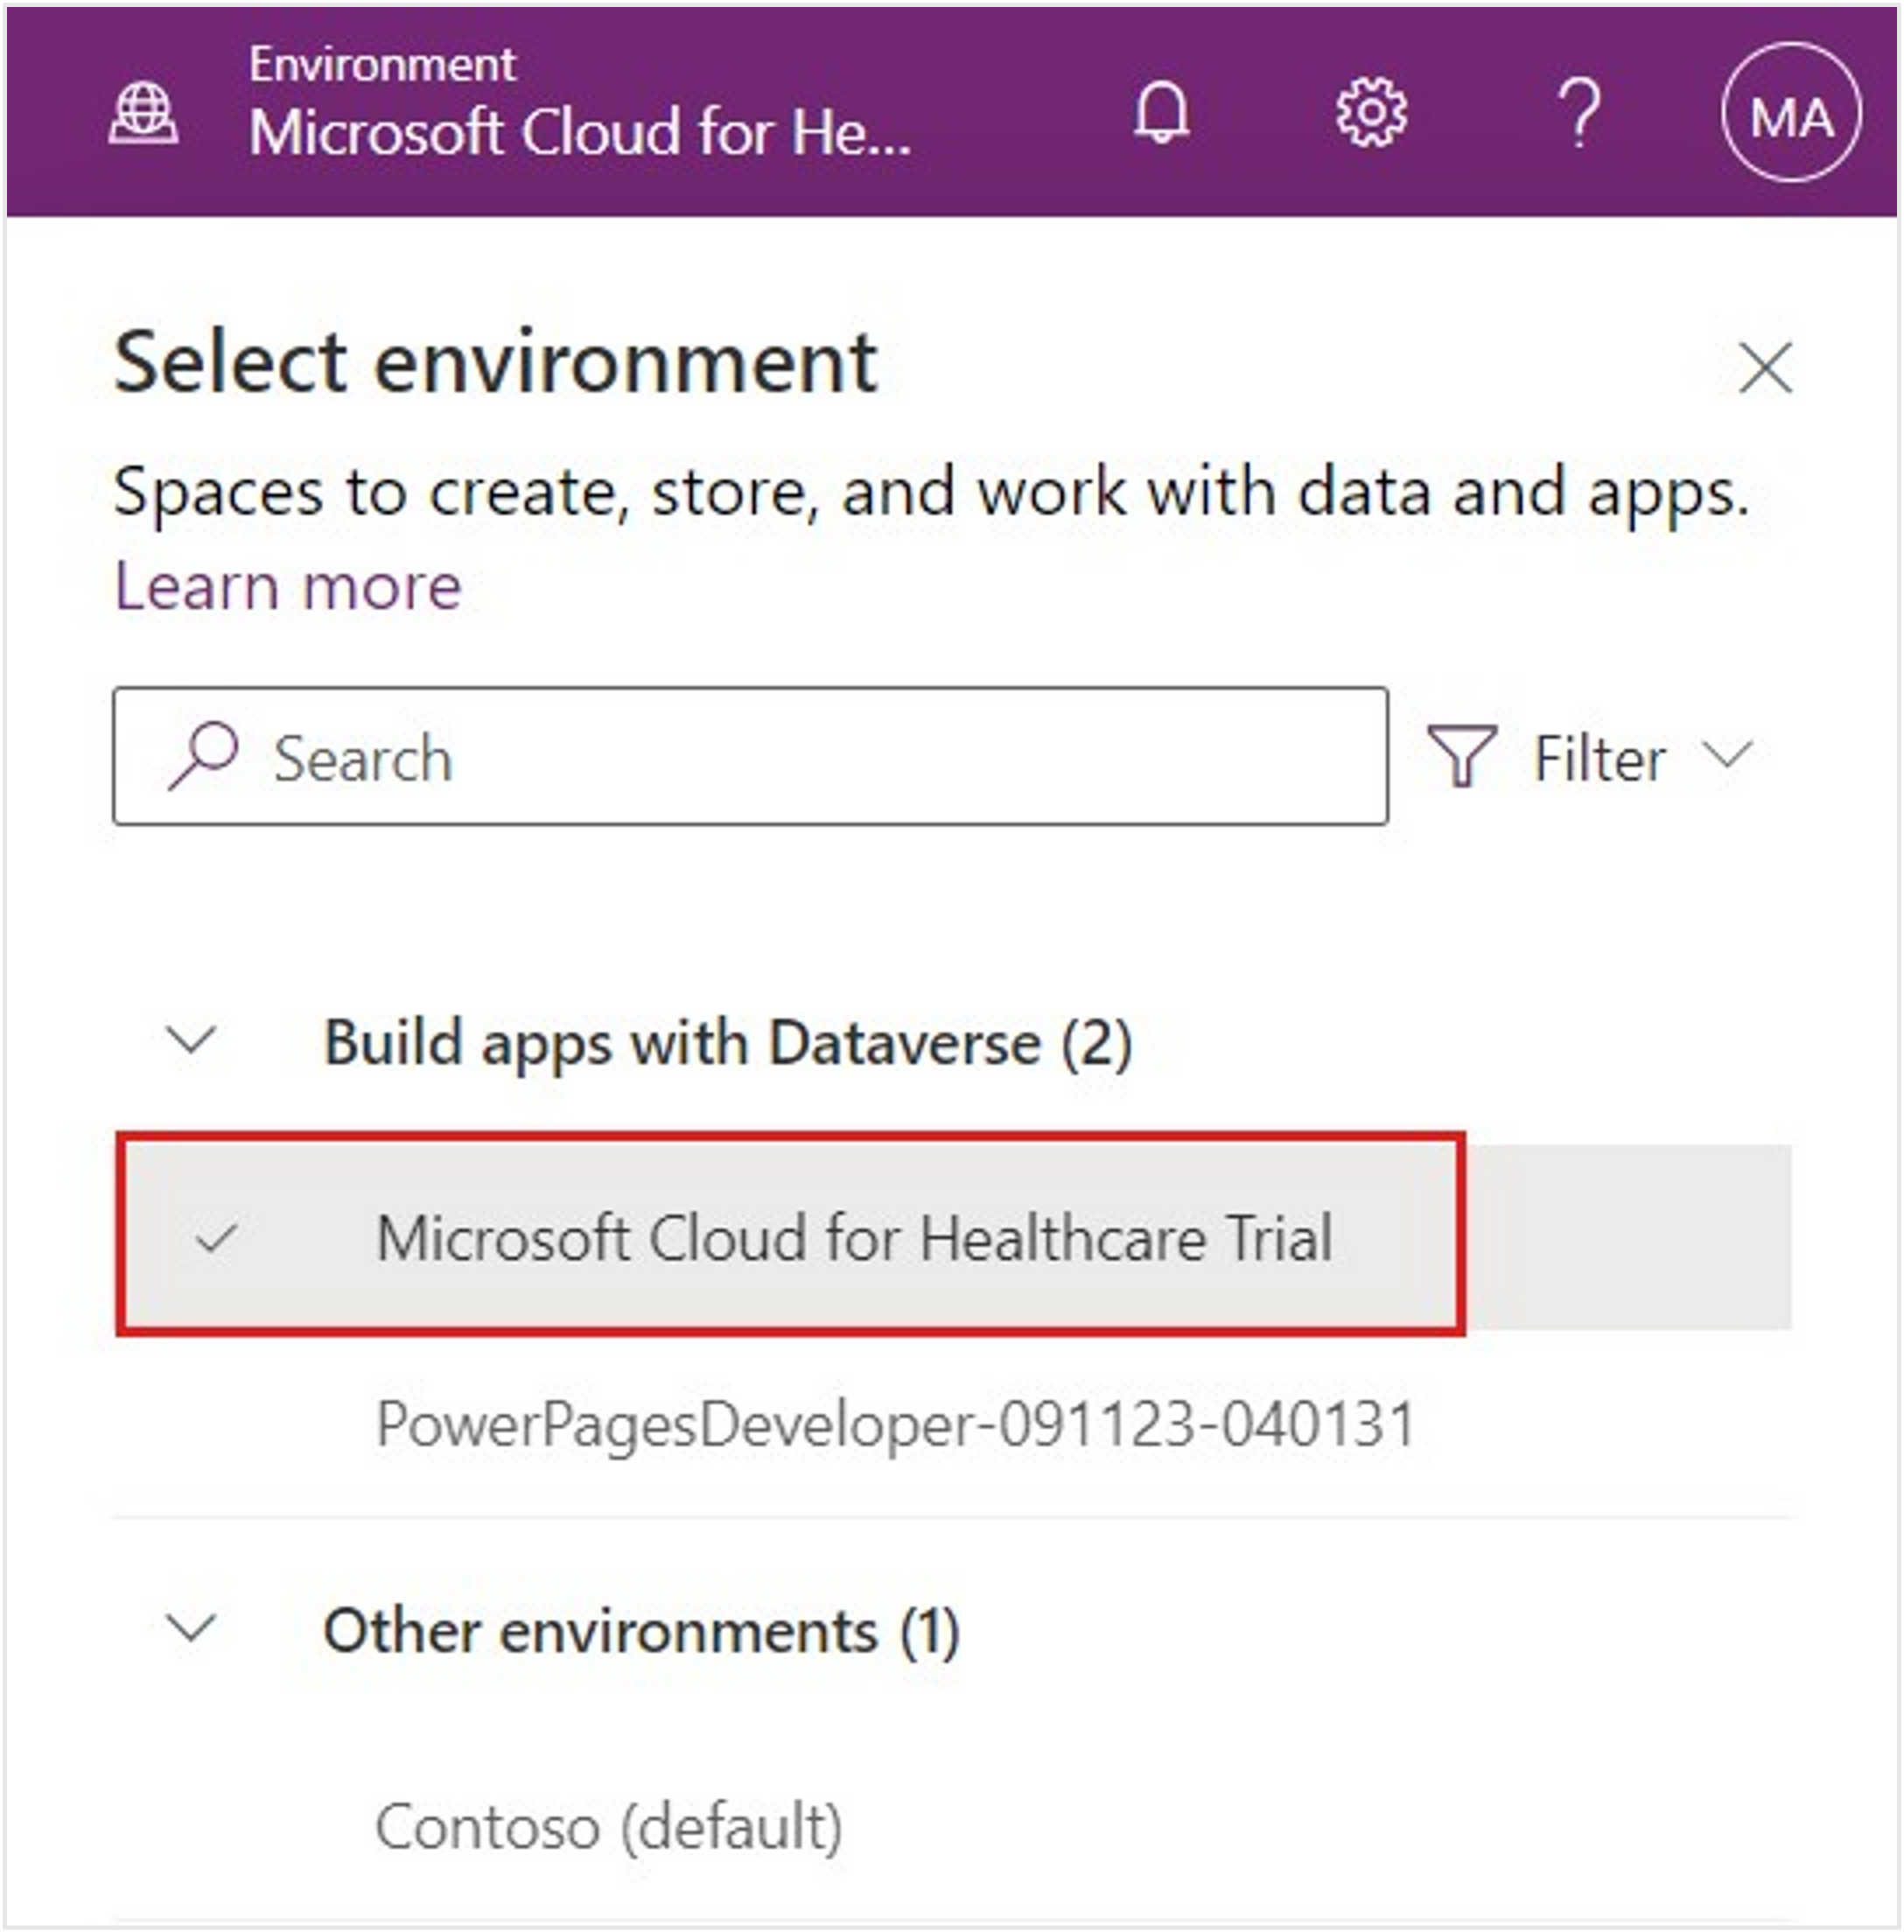 Environment
Microsoft Cloud for He...
MA
Select environment
Spaces to create, store, and work with data and apps.
Learn more
Search
Filter
Build apps with Dataverse (2)
Microsoft Cloud for Healthcare Trial
PowerPagesDeveloper-091123-040131
Other environments (1)
Contoso (default)